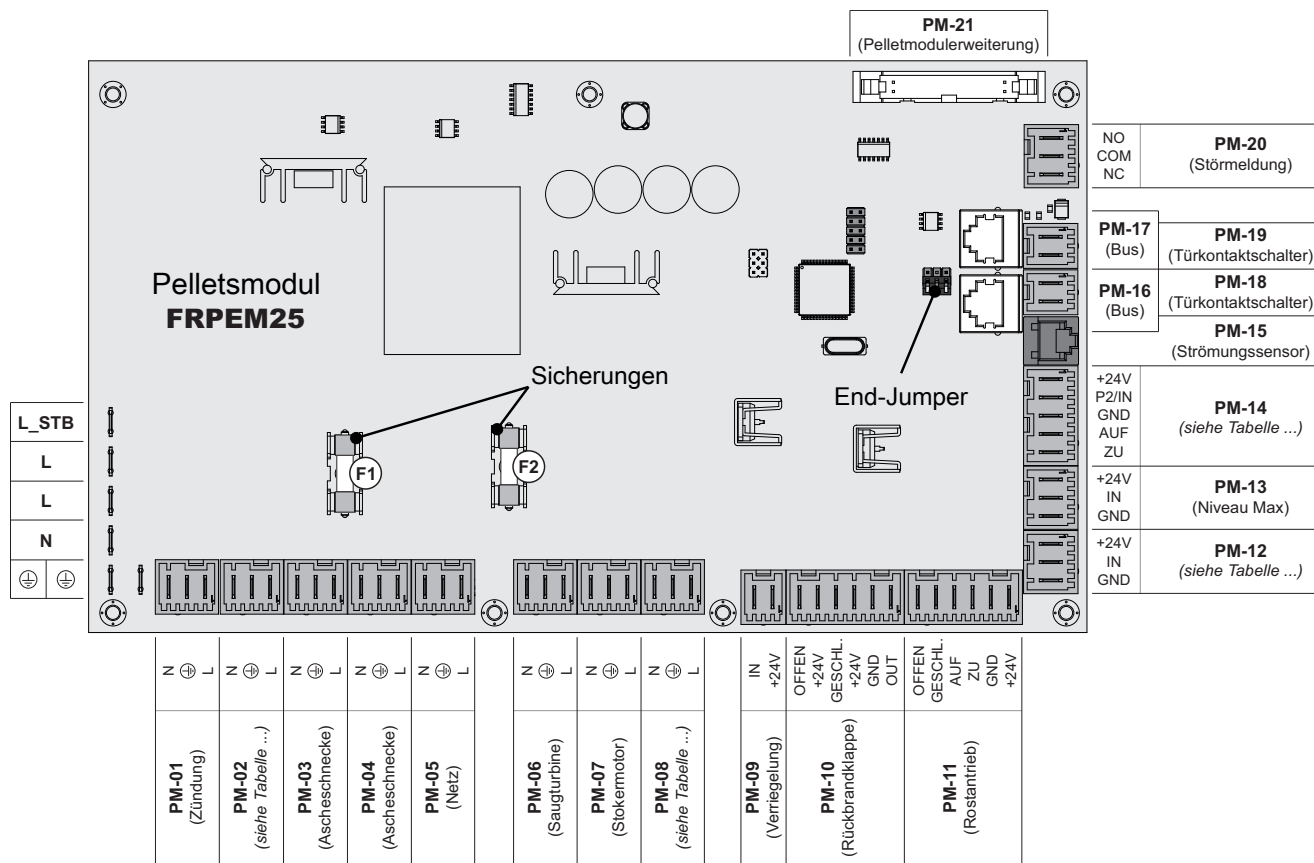 PM-21
(Pelletmodulerweiterung)
NO
COM
NC
PM-20
(Störmeldung)
PM-17
(Bus)
PM-19
(Türkontaktschalter)
PM-16
(Bus)
PM-18
(Türkontaktschalter)
PM-15
(Strömungssensor)
+24V
P2/IN
GND
AUF
ZU
PM-14
(siehe Tabelle ...)
+24V
IN
GND
PM-13
(Niveau Max)
+24V
IN
GND
PM-12
(siehe Tabelle ...)
Pelletsmodul
FRPEM25
Sicherungen
End-Jumper
F1
F2
L_STB
L
L
N
N L
PM-01
(Zündung)
N L
PM-02
(siehe Tabelle ...)
N L
PM-03
(Ascheschnecke)
N L
PM-04
(Ascheschnecke)
N L
PM-05
(Netz)
N L
PM-06
(Saugturbine)
N L
PM-07
(Stokermotor)
N L
PM-08
(siehe Tabelle ...)
IN
+24V
PM-09
(Verriegelung)
OFFEN
+24V
GESCHL.
+24V
GND
OUT
PM-10
(Rückbrandklappe)
OFFEN
GESCHL.
AUF
ZU
GND
+24V
PM-11
(Rostantrieb)